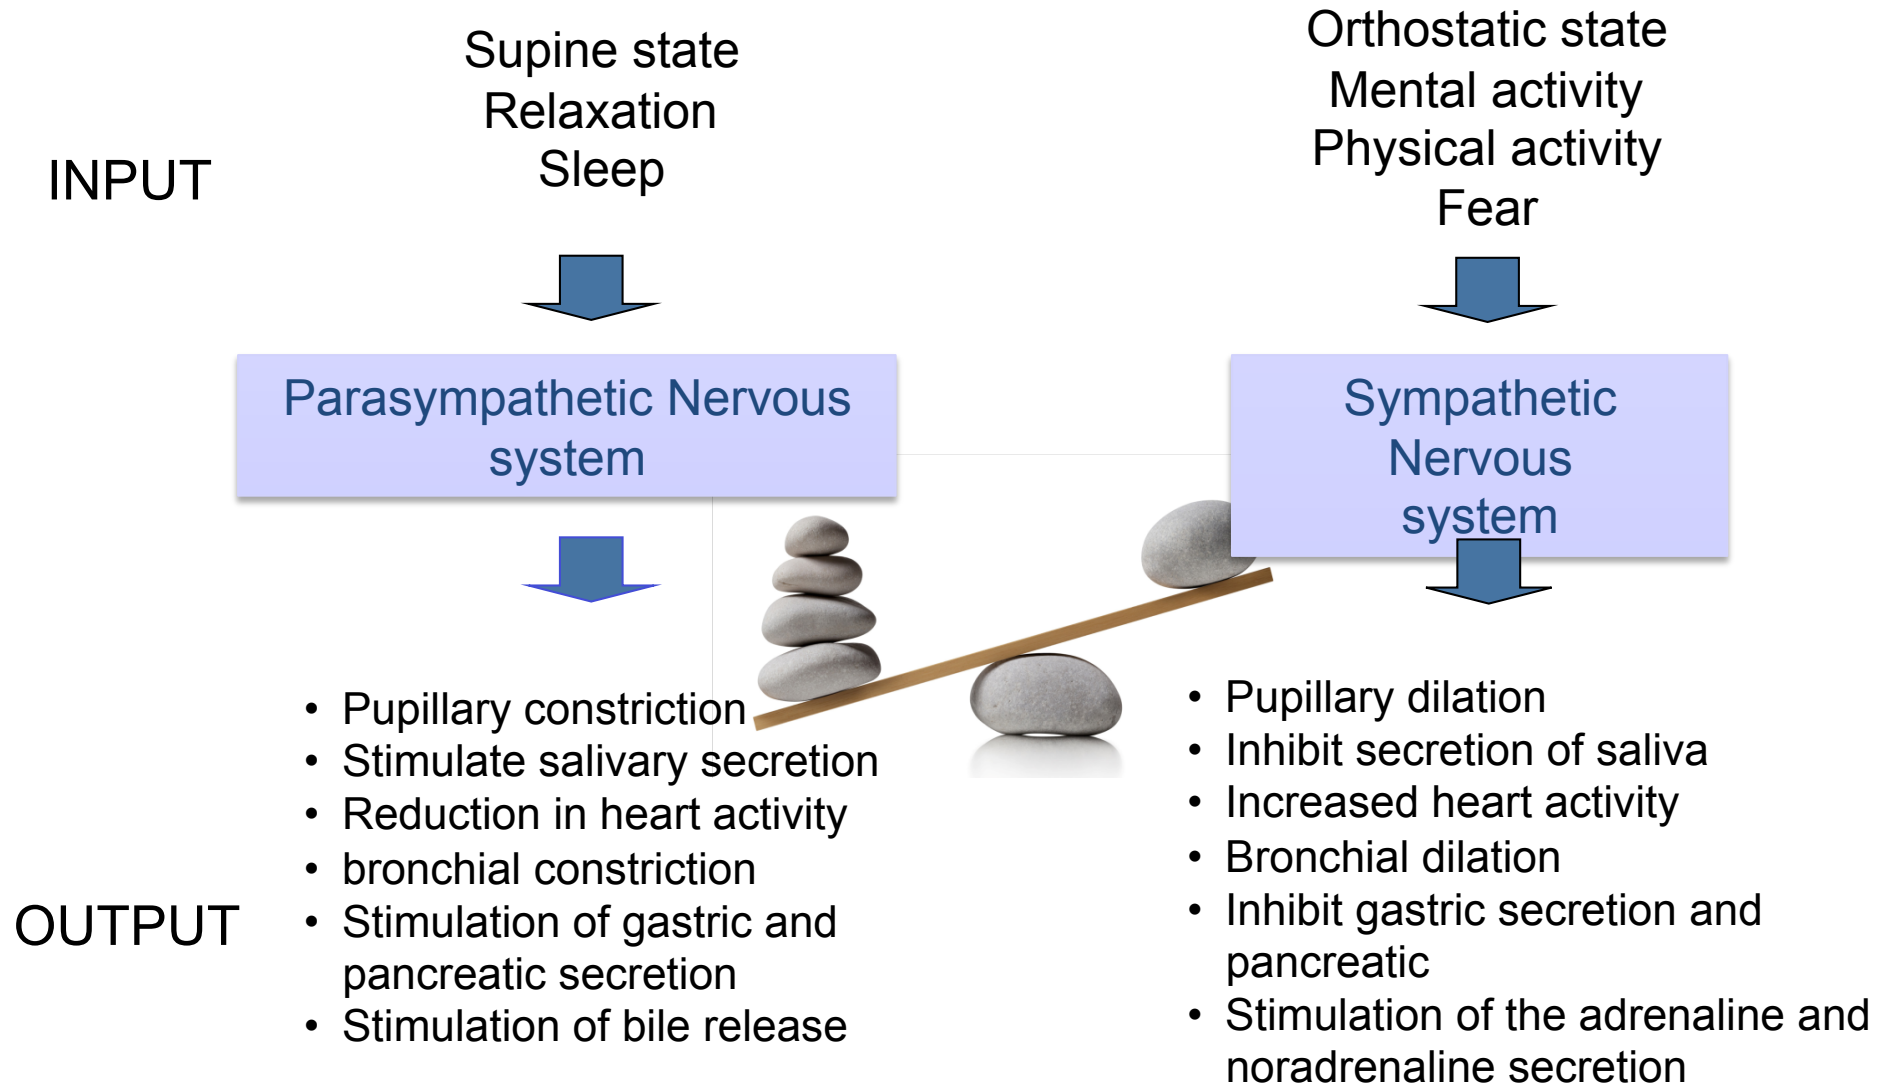 INPUT
Supine state
Relaxation
Sleep
Orthostatic state
Mental activity
Physical activity
Fear
Parasympathetic Nervous
system
Sympathetic
Nervous
system
OUTPUT
• Pupillary constriction
• Stimulate salivary secretion
• Reduction in heart activity
• bronchial constriction
• Stimulation of gastric and
pancreatic secretion
• Stimulation of bile release
• Pupillary dilation
• Inhibit secretion of saliva
• Increased heart activity
• Bronchial dilation
• Inhibit gastric secretion and
pancreatic
• Stimulation of the adrenaline and
noradrenaline secretion